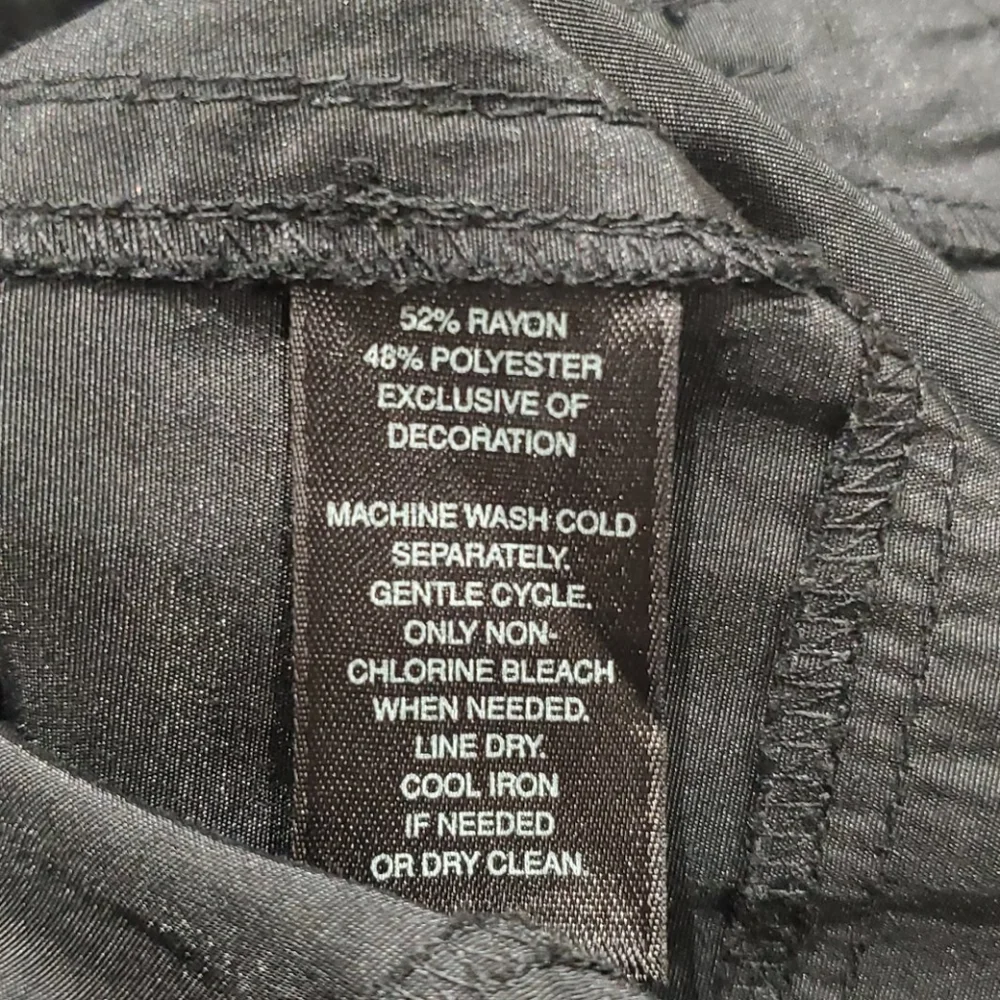 52% RAYON
48% POLYESTER
EXCLUSIVE OF
DECORATION
MACHINE WASH COLD
SEPARATELY.
GENTLE CYCLE.
ONLY NON-
CHLORINE BLEACH
WHEN NEEDED.
LINE DRY.
COOL IRON
IF NEEDED
OR DRY CLEAN.